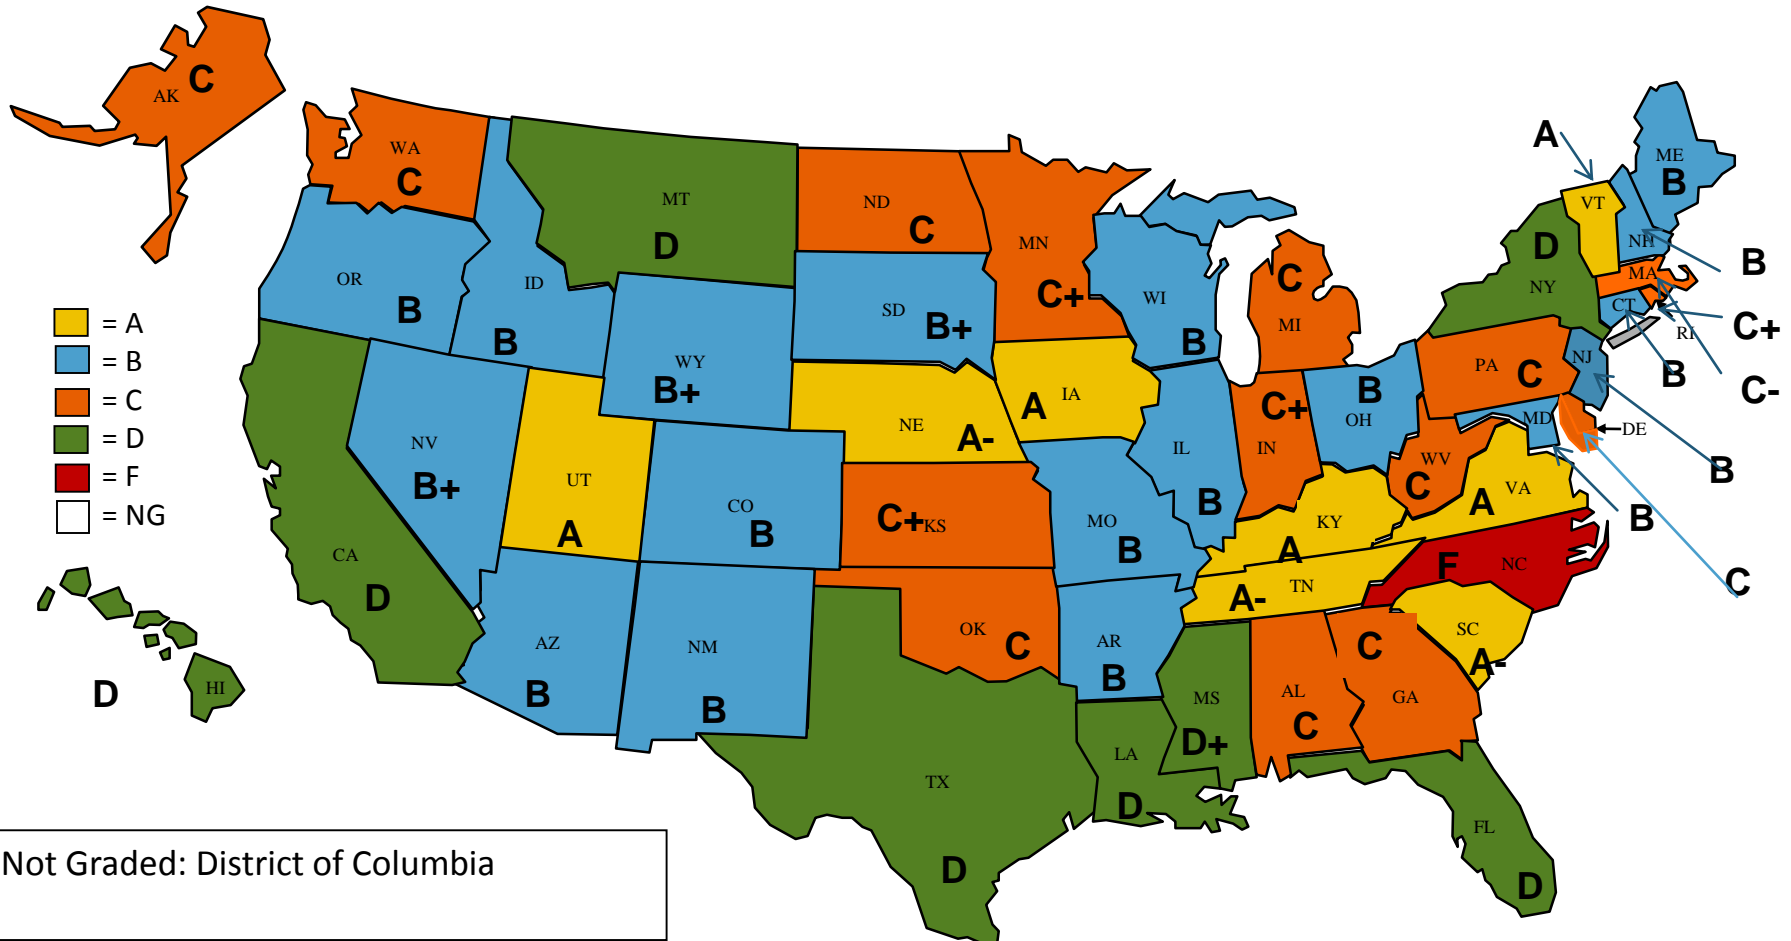 AK C
WA
C
MT
D
ND
C
MN
C+
ME
B
A
VT
NH
B
OR
B
ID
B
WY
B+
SD
B+
WI
B
MI
C
NY
D
MA
C+
CT
RI
B
C-
= A
= B
= C
= D
= F
= NG
NV
B+
UT
A
CO
B
NE
A-
IA
A
IL
B
IN
C+
OH
B
PA
C
NJ
B
MD
B
DE
C
CA
D
AZ
B
NM
B
KS
C+
OK
C
MO
B
AR
B
KY
A
TN
A-
WV
C
VA
A
NC
F
SC
A-
TX
D
LA
D
MS
D+
AL
C
GA
C
FL
D
HI
D
Not Graded: District of Columbia